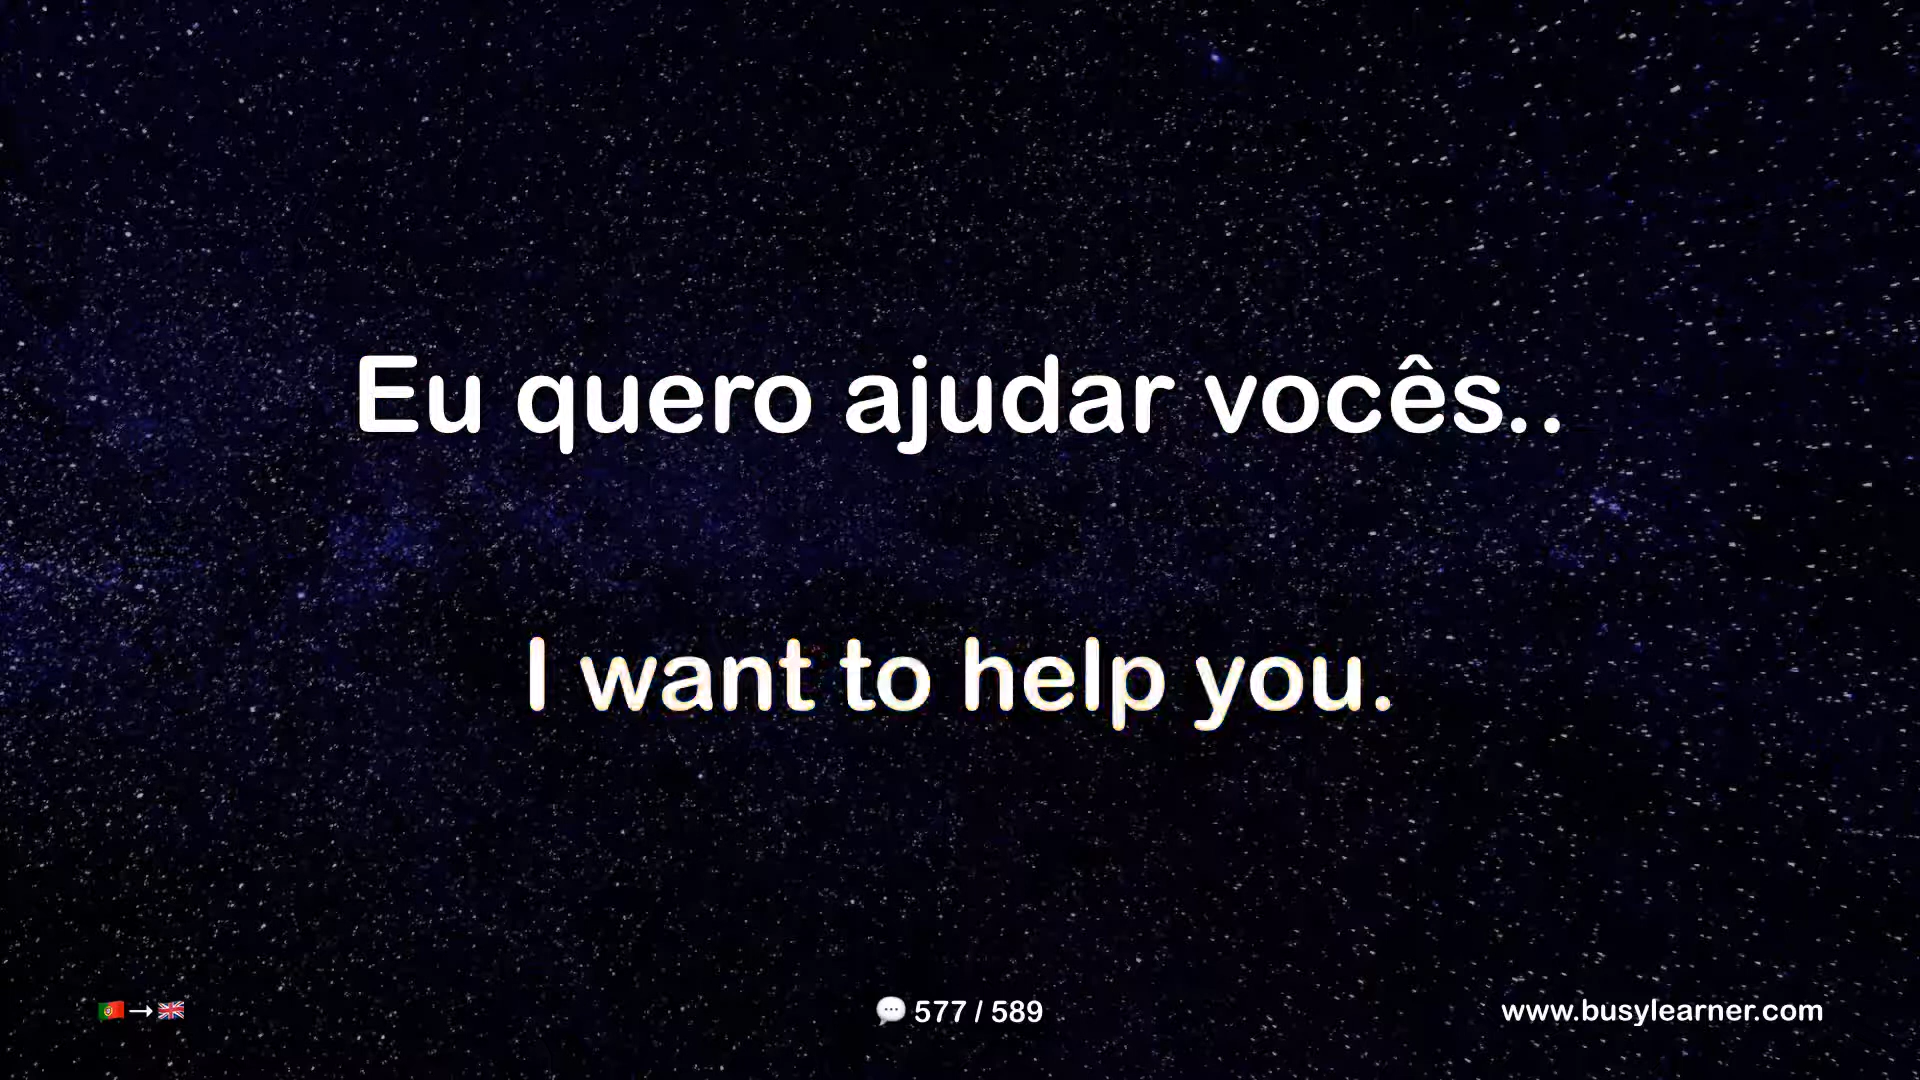 Eu quero ajudar vocês..
I want to help you.
→
💬 577 / 589
www.busylearner.com